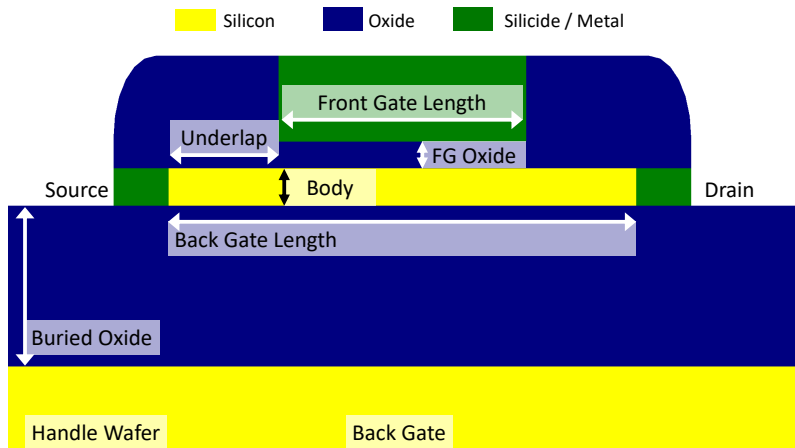 Silicon
Oxide
Silicide / Metal
Front Gate Length
Underlap
FG Oxide
Source
Body
Drain
Back Gate Length
Buried Oxide
Handle Wafer
Back Gate